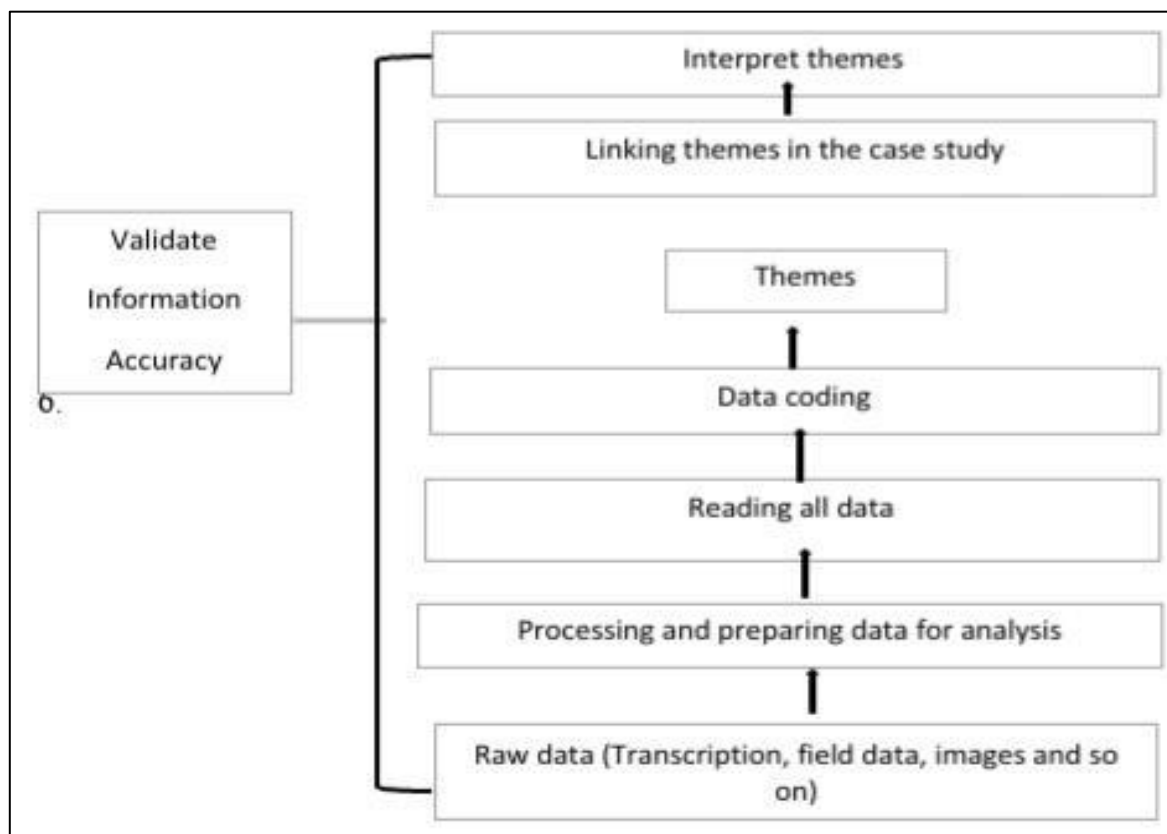 Interpret themes
Linking themes in the case study
Validate
Information
Accuracy
6.
Themes
Data coding
Reading all data
Processing and preparing data for analysis
Raw data (Transcription, field data, images and so
on)